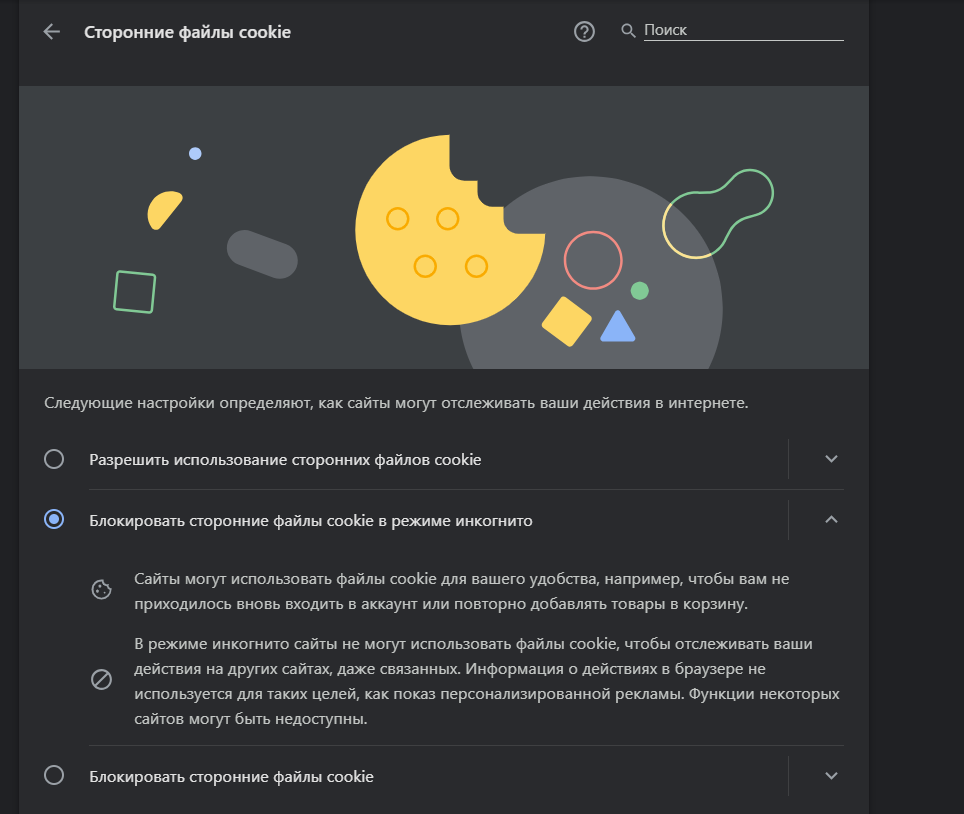 Сторонние файлы cookie
Поиск
Следующие настройки определяют, как сайты могут отслеживать ваши действия в интернете.
Разрешить использование сторонних файлов cookie
Блокировать сторонние файлы cookie в режиме инкогнито
Сайты могут использовать файлы cookie для вашего удобства, например, чтобы вам не
приходилось вновь входить в аккаунт или повторно добавлять товары в корзину.
В режиме инкогнито сайты не могут использовать файлы cookie, чтобы отслеживать ваши
действия на других сайтах, даже связанных. Информация о действиях в браузере не
используется для таких целей, как показ персонализированной рекламы. Функции некоторых
сайтов могут быть недоступны.
Блокировать сторонние файлы cookie